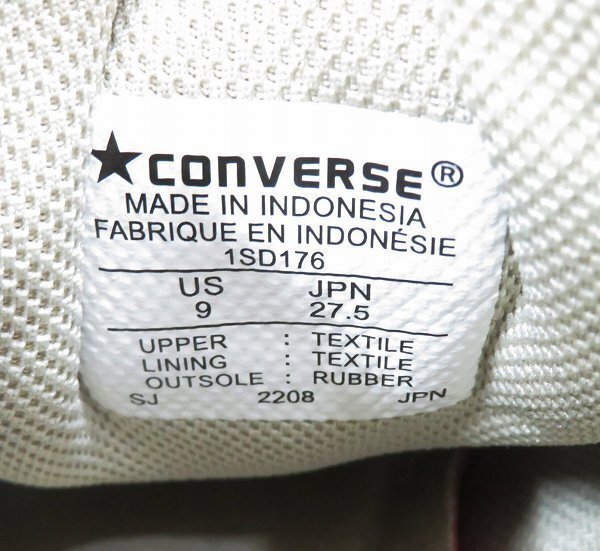 ★CONVERSE®
MADE IN INDONESIA
FABRIQUE EN INDONÉSIE
1SD176
US JPN
9 27.5
UPPER : TEXTILE
LINING : TEXTILE
OUTSOLE : RUBBER
SJ 2208 JPN